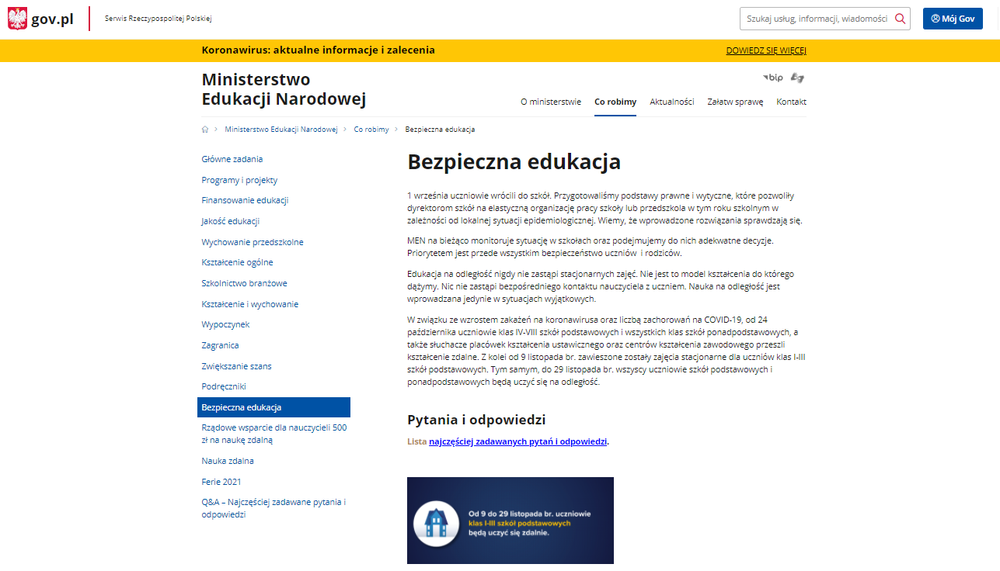 gov.pl
Serwis Rzeczypospolitej Polskiej
Szukaj usług, informacji, wiadomości
Mój Gov
Koronawirus: aktualne informacje i zalecenia
DOWIEDZ SIĘ WIĘCEJ
Ministerstwo
Edukacji Narodowej
bip
O ministerstwie
Co robimy
Aktualności
Załatw sprawę
Kontakt
Ministerstwo Edukacji Narodowej
Co robimy
Bezpieczna edukacja
Główne zadania
Programy i projekty
Finansowanie edukacji
Jakość edukacji
Wychowanie przedszkolne
Kształcenie ogólne
Szkolnictwo branżowe
Kształcenie i wychowanie
Wypoczynek
Zagranica
Zwiększanie szans
Podręczniki
Bezpieczna edukacja
Rządowe wsparcie dla nauczycieli 500
zł na naukę zdalną
Nauka zdalna
Ferie 2021
Q&A – Najczęściej zadawane pytania i
odpowiedzi
Bezpieczna edukacja
1 września uczniowie wrócili do szkół. Przygotowaliśmy podstawy prawne i wytyczne, które pozwoliły
dyrektorom szkół na elastyczną organizację pracy szkoły lub przedszkola w tym roku szkolnym w
zależności od lokalnej sytuacji epidemiologicznej. Wiemy, że wprowadzone rozwiązania sprawdzają się.
MEN na bieżąco monitoruje sytuację w szkołach oraz podejmujemy do nich adekwatne decyzje.
Priorytetem jest przede wszystkim bezpieczeństwo uczniów i rodziców.
Edukacja na odległość nigdy nie zastąpi stacjonarnych zajęć. Nie jest to model kształcenia do którego
dążymy. Nic nie zastąpi bezpośredniego kontaktu nauczyciela z uczniem. Nauka na odległość jest
wprowadzana jedynie w sytuacjach wyjątkowych.
W związku ze wzrostem zakażeń na koronawirusa oraz liczbą zachorowań na COVID-19, od 24
października uczniowie klas IV-VIII szkół podstawowych i wszystkich klas szkół ponadpodstawowych, a
także słuchacze placówek kształcenia ustawicznego oraz centrów kształcenia zawodowego przeszli
kształcenie zdalne. Z kolei od 9 listopada br. zawieszone zostały zajęcia stacjonarne dla uczniów klas I-III
szkół podstawowych. Tym samym, do 29 listopada br. wszyscy uczniowie szkół podstawowych i
ponadpodstawowych będą uczyć się na odległość.
Pytania i odpowiedzi
Lista najczęściej zadawanych pytań i odpowiedzi.
Od 9 do 29 listopada br. uczniowie
klas I-III szkół podstawowych
będą uczyć się zdalnie.